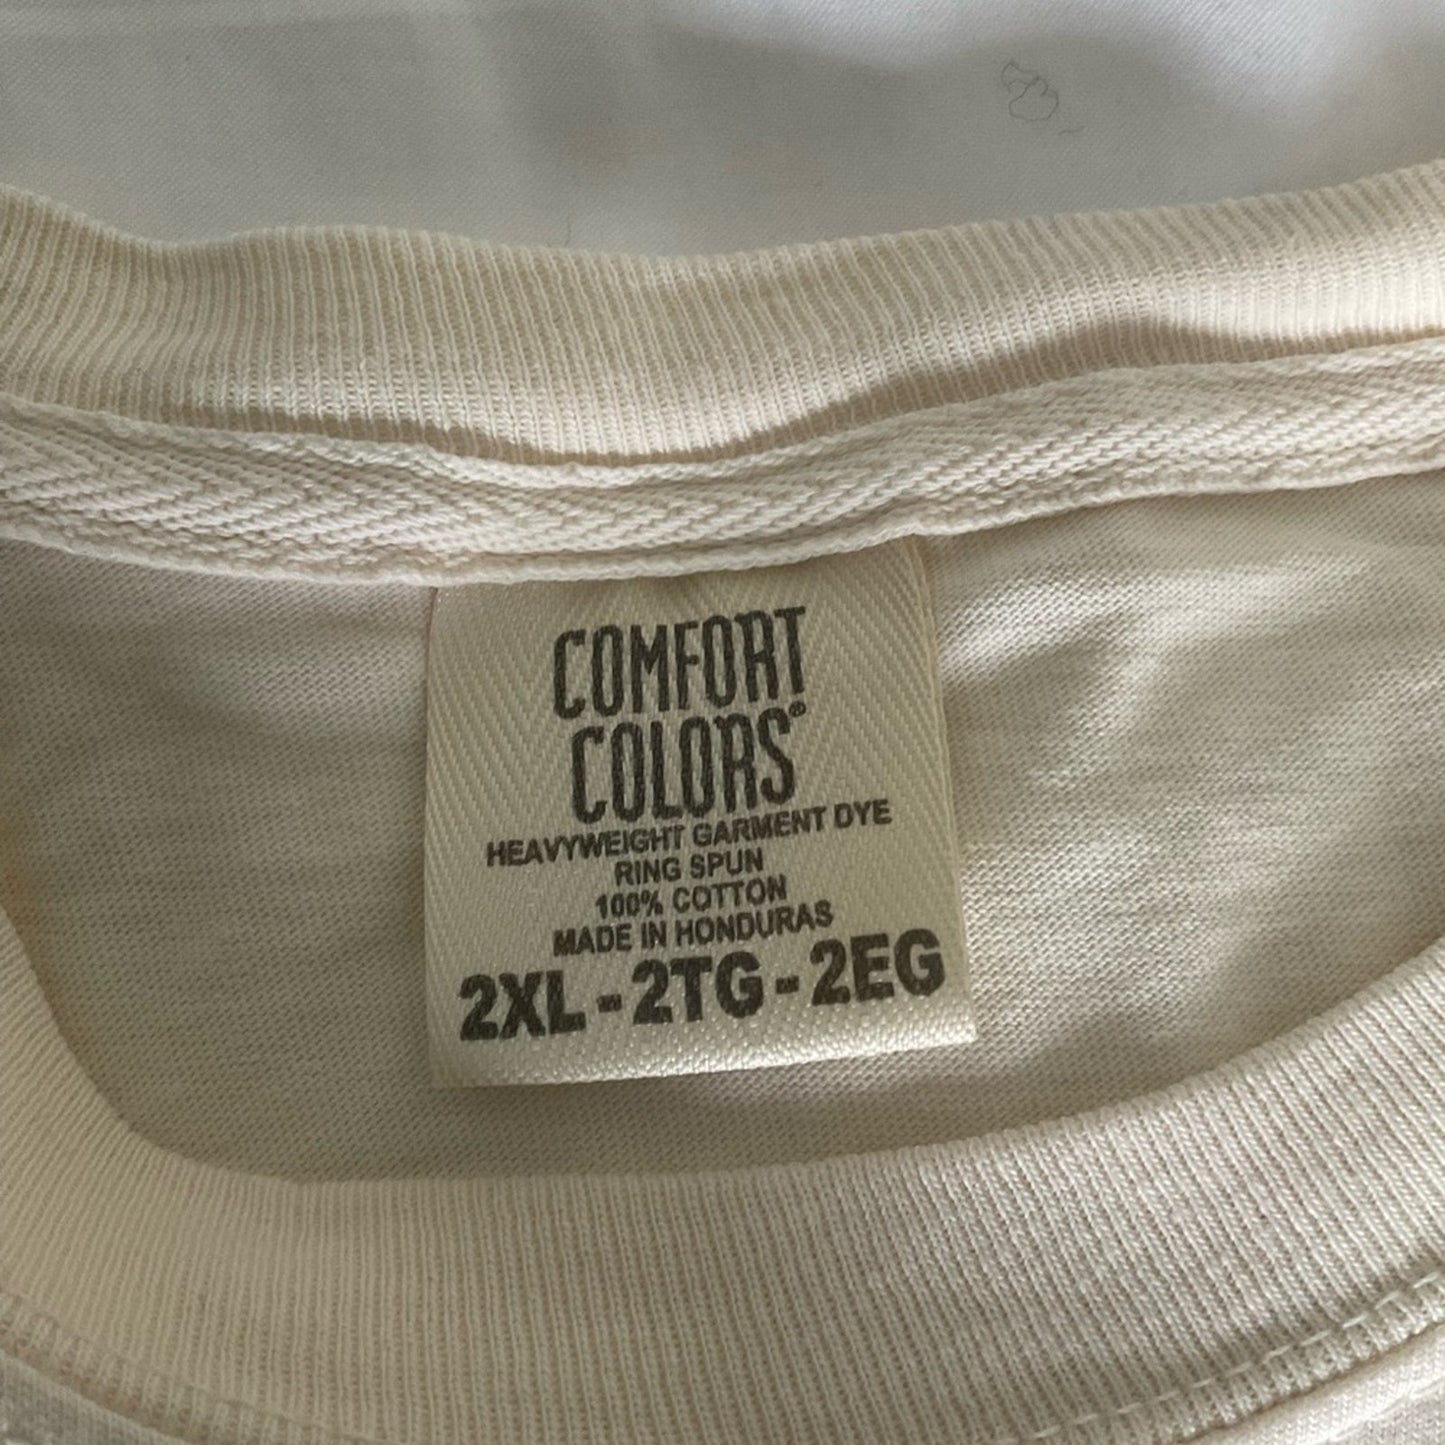 COMFORT
COLORS®
HEAVYWEIGHT GARMENT DYE
RING SPUN
100% COTTON
MADE IN HONDURAS
2XL - 2TG - 2EG